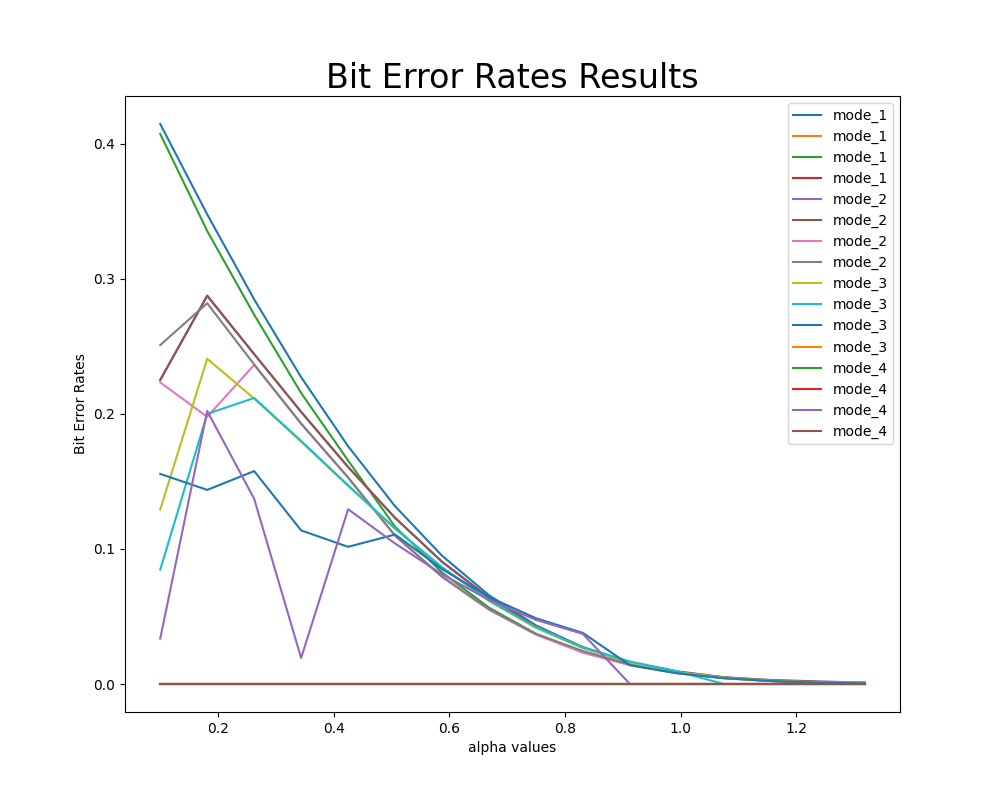 Bit Error Rates Results
mode_1
mode_1
mode_1
mode_1
mode_2
mode_2
mode_2
mode_2
mode_3
mode_3
mode_3
mode_3
mode_4
mode_4
mode_4
mode_4
Bit Error Rates
0.4
0.3
0.2
0.1
0.0
0.2 0.4 0.6 0.8 1.0 1.2
alpha values